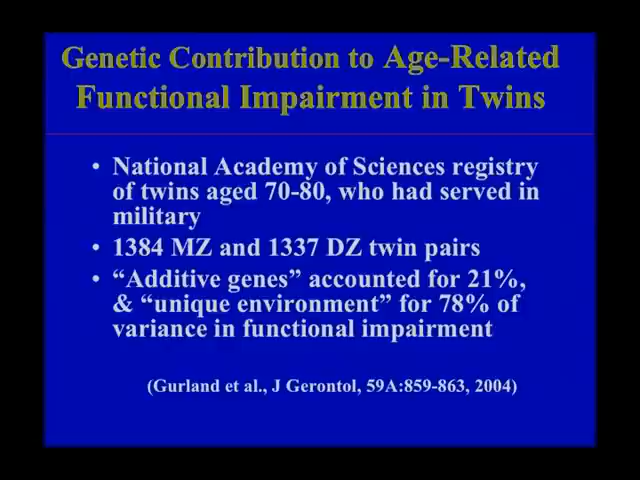 Genetic Contribution to Age-Related
Functional Impairment in Twins
• National Academy of Sciences registry
of twins aged 70-80, who had served in
military
• 1384 MZ and 1337 DZ twin pairs
• “Additive genes” accounted for 21%,
& “unique environment” for 78% of
variance in functional impairment
(Gurland et al., J Gerontol, 59A:859-863, 2004)